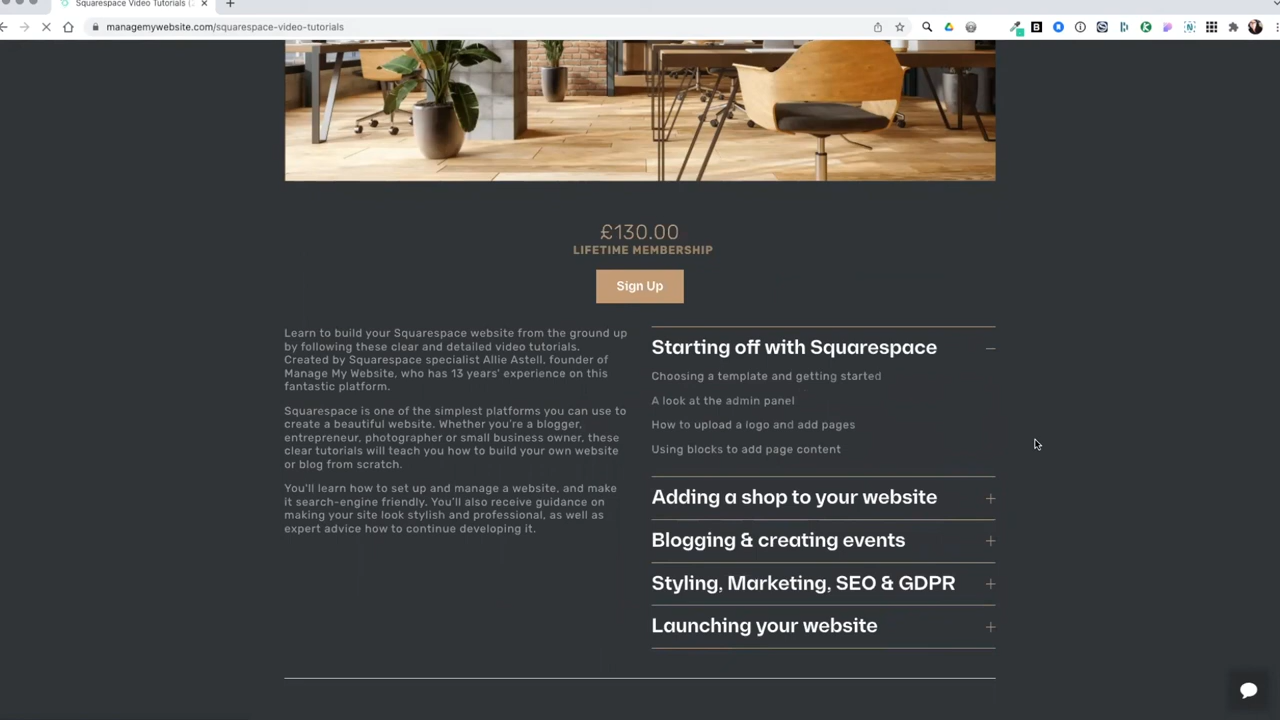 Squarespace Video Tutorials (
managemywebsite.com/squarespace-video-tutorials
£130.00
LIFETIME MEMBERSHIP
Sign Up
Learn to build your Squarespace website from the ground up
by following these clear and detailed video tutorials.
Created by Squarespace specialist Allie Astell, founder of
Manage My Website, who has 13 years' experience on this
fantastic platform.
Squarespace is one of the simplest platforms you can use to
create a beautiful website. Whether you're a blogger,
entrepreneur, photographer or small business owner, these
clear tutorials will teach you how to build your own website
or blog from scratch.
You'll learn how to set up and manage a website, and make
it search-engine friendly. You'll also receive guidance on
making your site look stylish and professional, as well as
expert advice how to continue developing it.
Starting off with Squarespace
Choosing a template and getting started
A look at the admin panel
How to upload a logo and add pages
Using blocks to add page content
Adding a shop to your website
Blogging & creating events
Styling, Marketing, SEO & GDPR
Launching your website